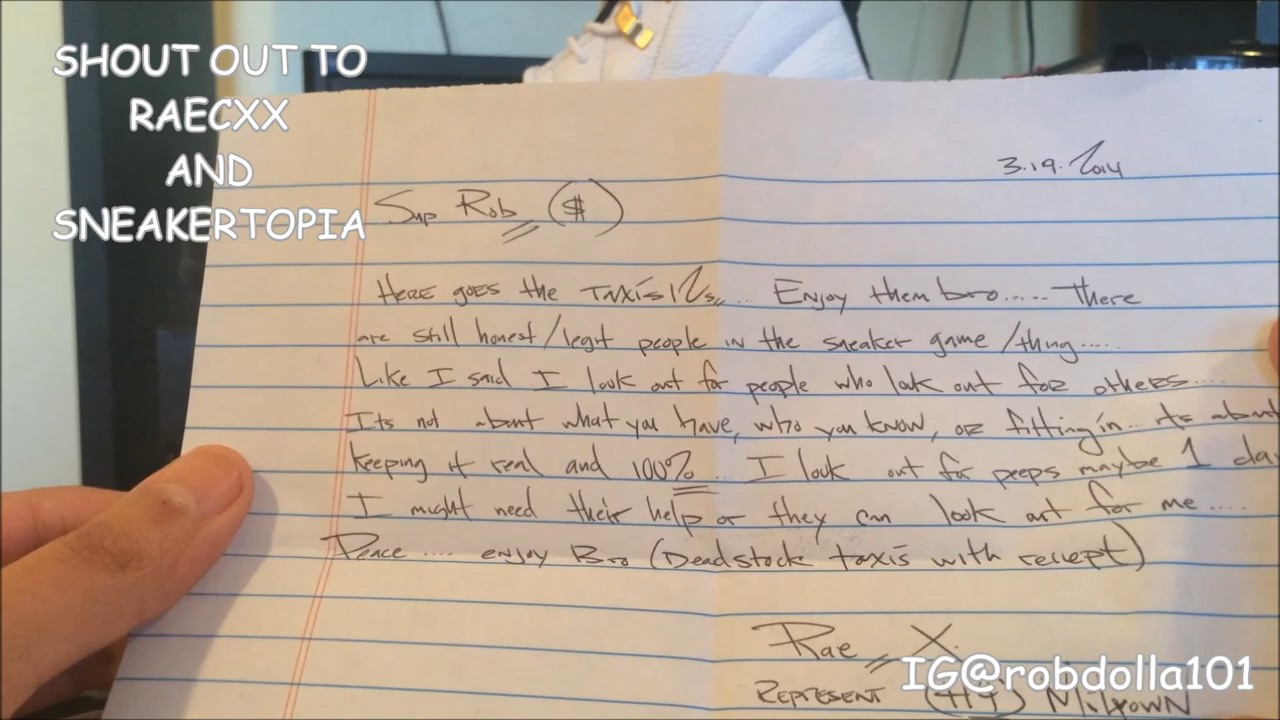 SHOUT OUT TO
RAECXX
AND
SNEAKERTOPIA
3.19.2014
Sup Rob ($)
Here goes the Taxis 12s,,.... Enjoy them bro..... There
are still honest/legit people in the sneaker game/thing.....
Like I said I look out for people who look out for others....
Its not about what you have, who you know, or fitting in.. its about
keeping it real and 100%... I look out for peeps maybe 1 day
I might need their help or they can look out for me....
Peace .... enjoy Bro (Deadstock taxis with receipt)
Rae X.
Represent
IG@robdolla101